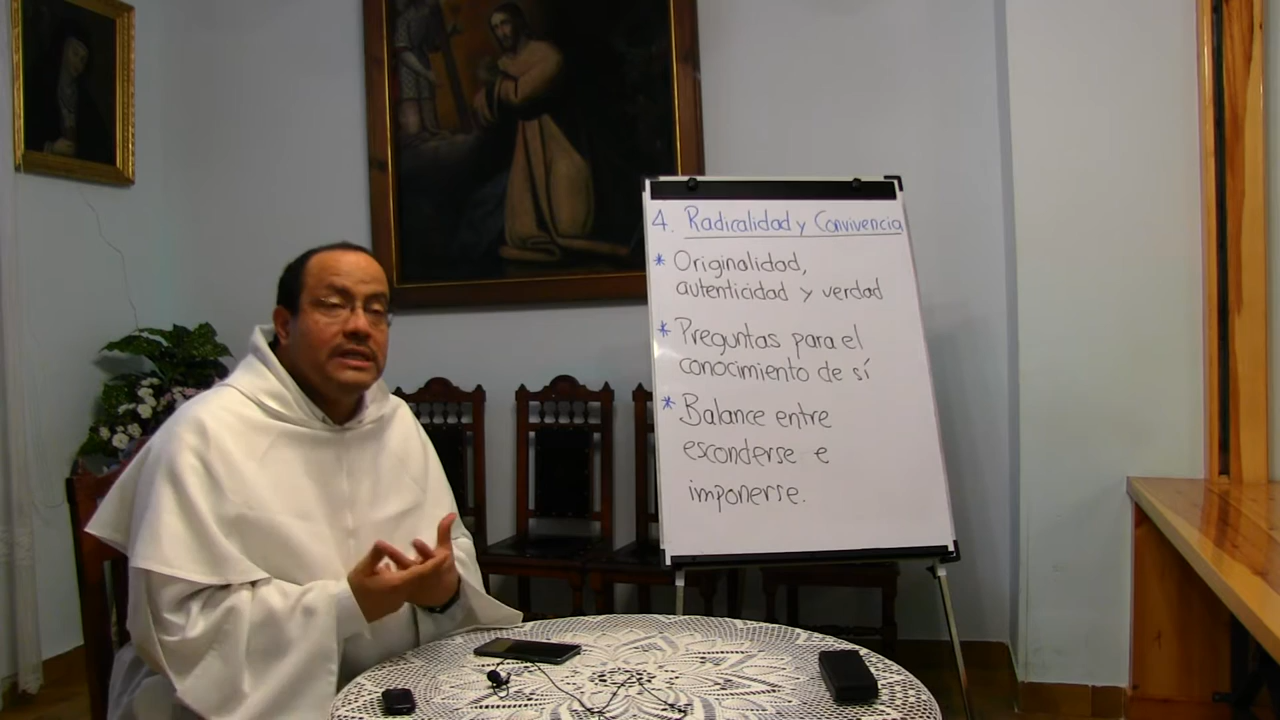 4. Radicalidad y Convivencia
* Originalidad,
autenticidad y verdad
* Preguntas para el
conocimiento de sí
* Balance entre
esconderse e
imponerse.